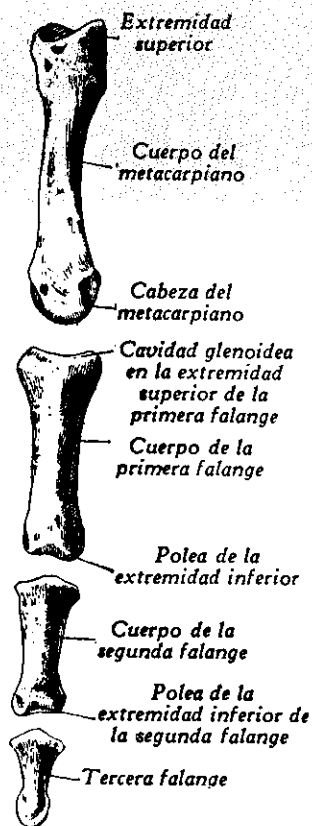 Extremidad
superior
Cuerpo del
metacarpiano
Cabeza del
metacarpiano
Cavidad glenoidea
en la extremidad
superior de la
primera falange
Cuerpo de la
primera falange
Polea de la
extremidad inferior
Cuerpo de la
segunda falange
Polea de la
extremidad inferior de
la segunda falange
Tercera falange